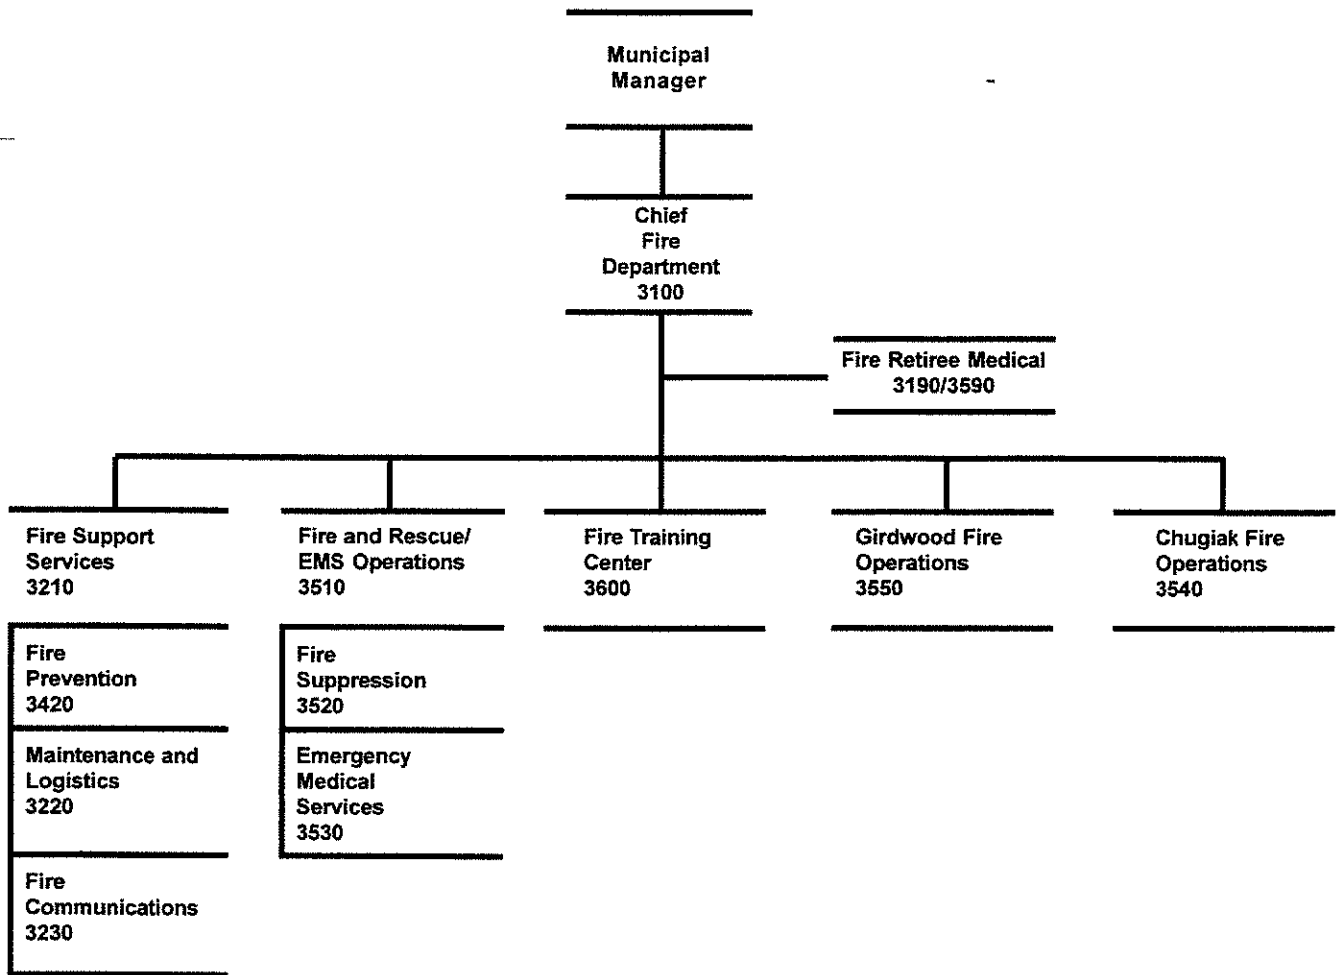 Municipal
Manager
Chief
Fire
Department
3100
Fire Retiree Medical
3190/3590
Fire Support
Services
3210
Fire and Rescue/
EMS Operations
3510
Fire Training
Center
3600
Girdwood Fire
Operations
3550
Chugiak Fire
Operations
3540
Fire
Prevention
3420
Maintenance and
Logistics
3220
Fire
Communications
3230
Fire
Suppression
3520
Emergency
Medical
Services
3530